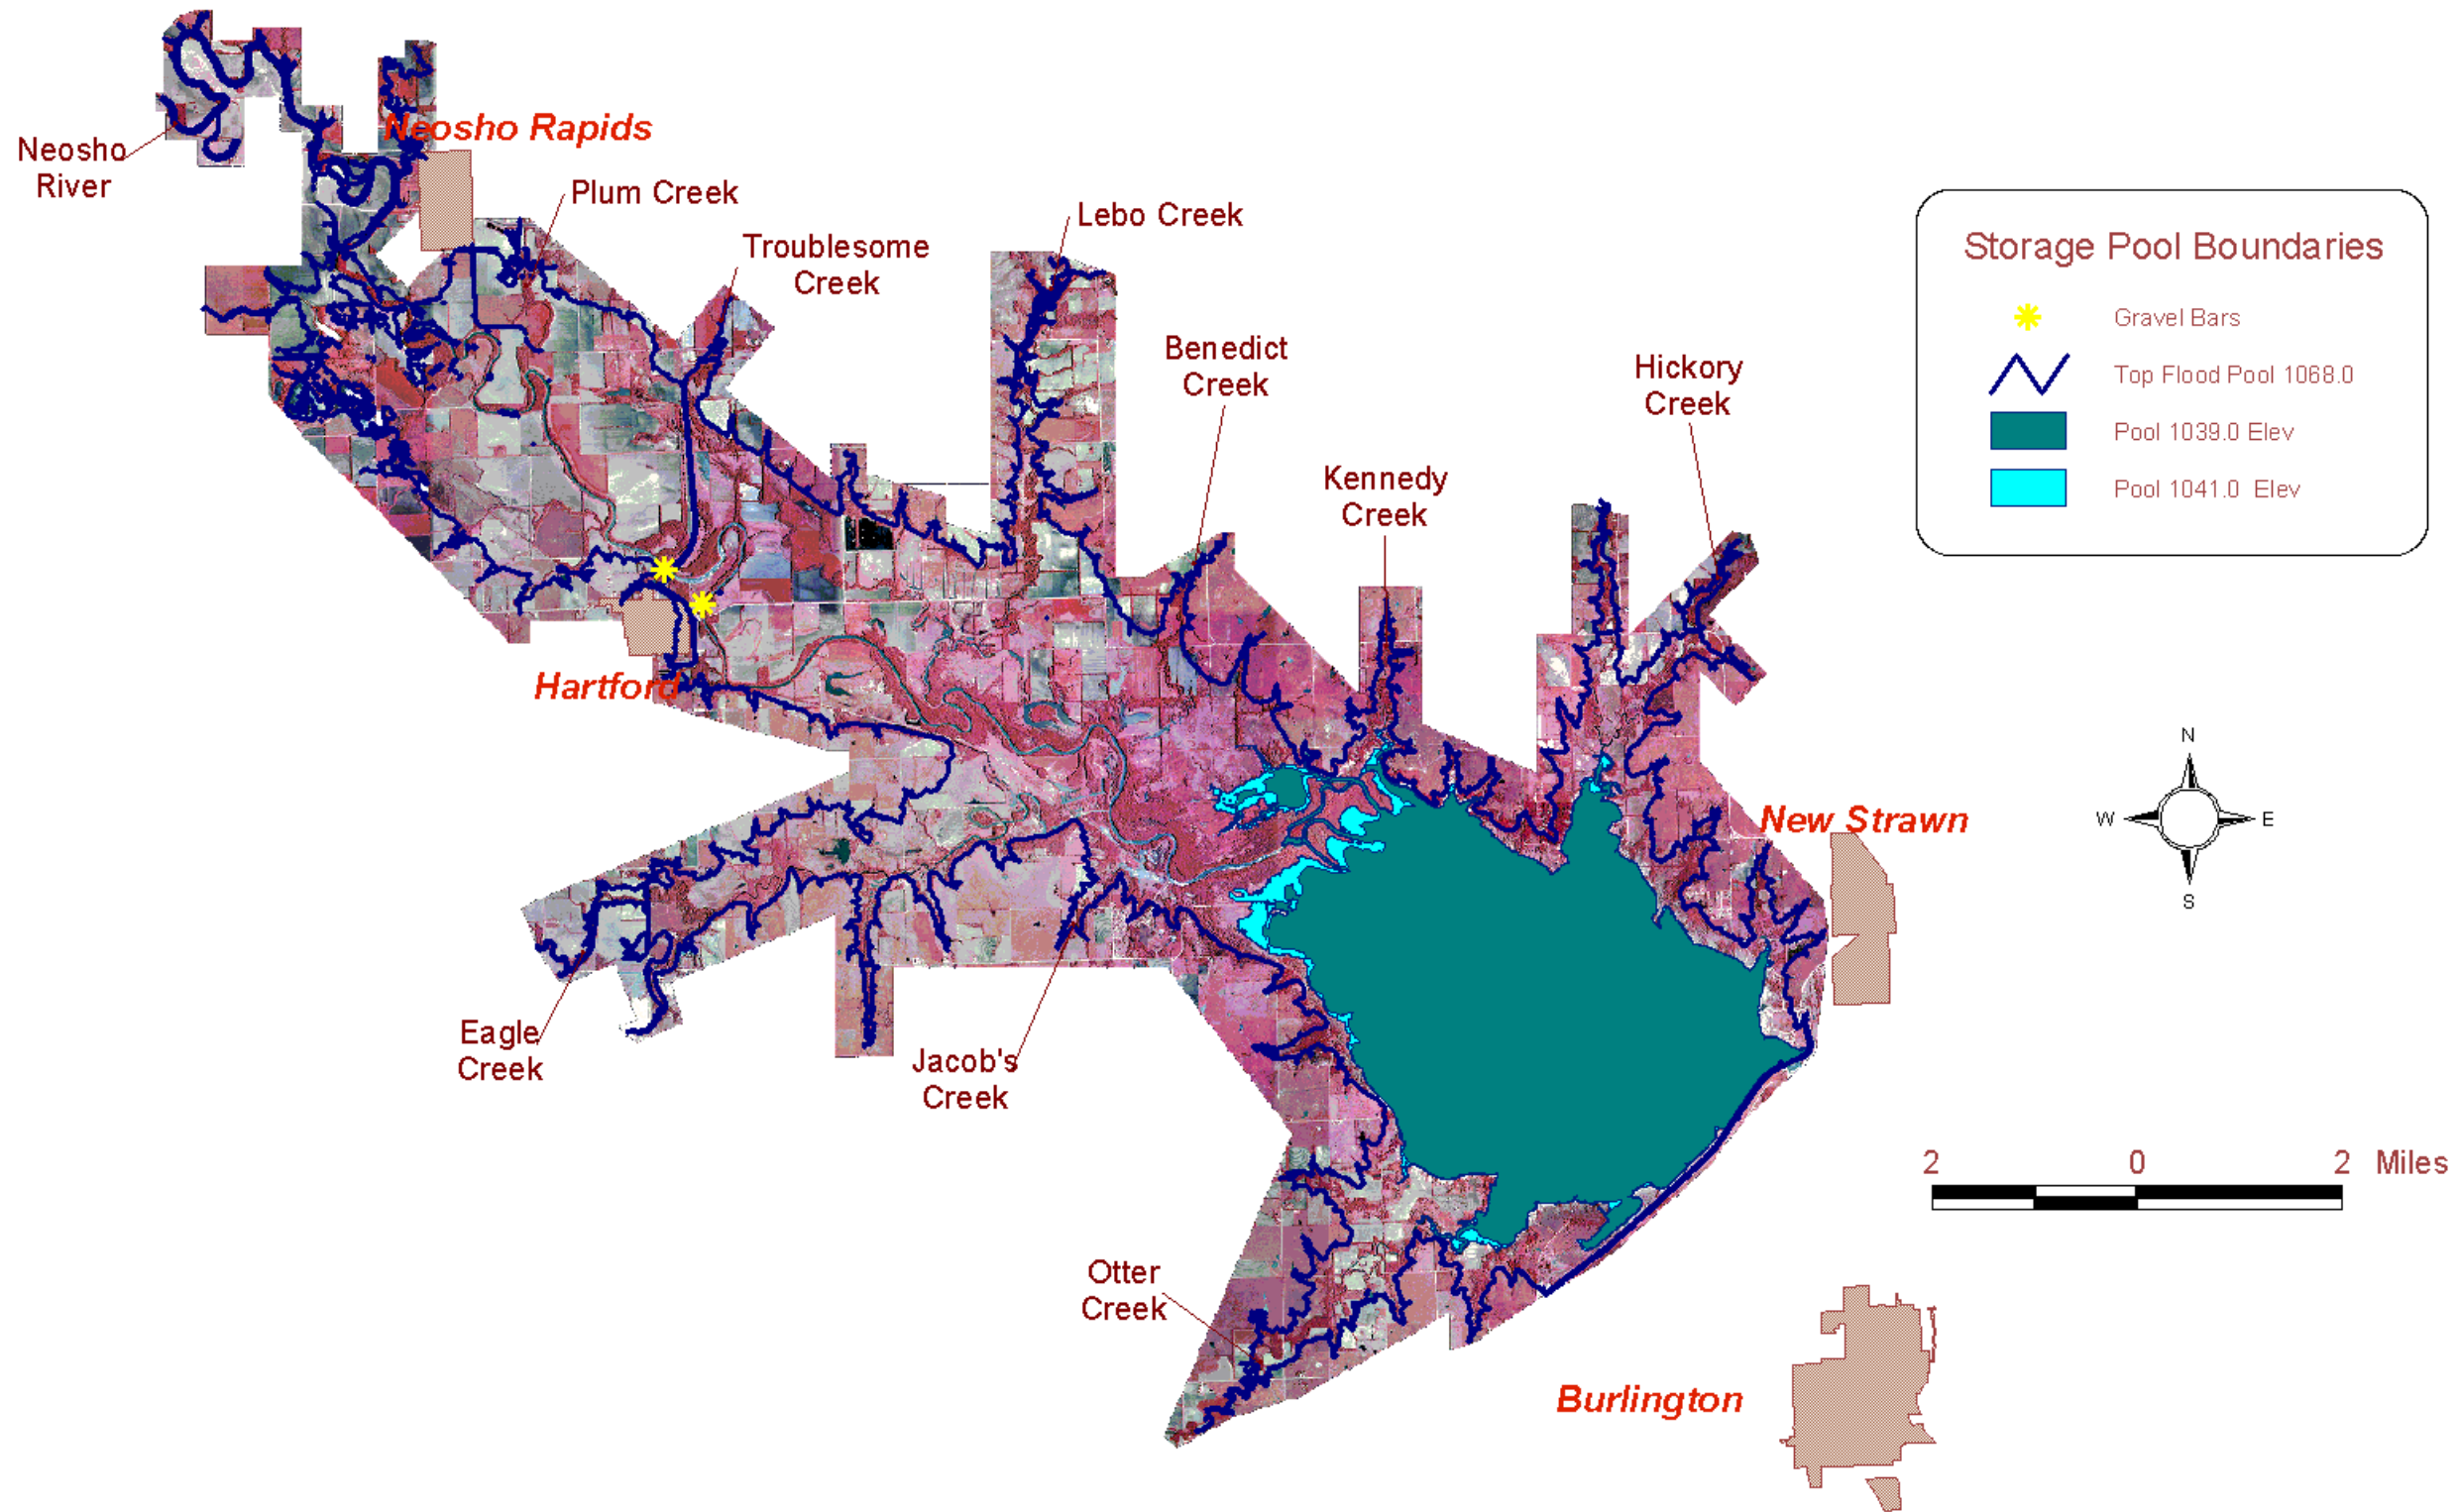 Neosho Rapids
Neosho
River
Plum Creek
Troublesome
Creek
Lebo Creek
Benedict
Creek
Kennedy
Creek
Hickory
Creek
Storage Pool Boundaries
Gravel Bars
Top Flood Pool 1068.0
Pool 1039.0 Elev
Pool 1041.0 Elev
Hartford
New Strawn
N
W
E
S
Eagle
Creek
Jacob's
Creek
Otter
Creek
2 0 2 Miles
Burlington